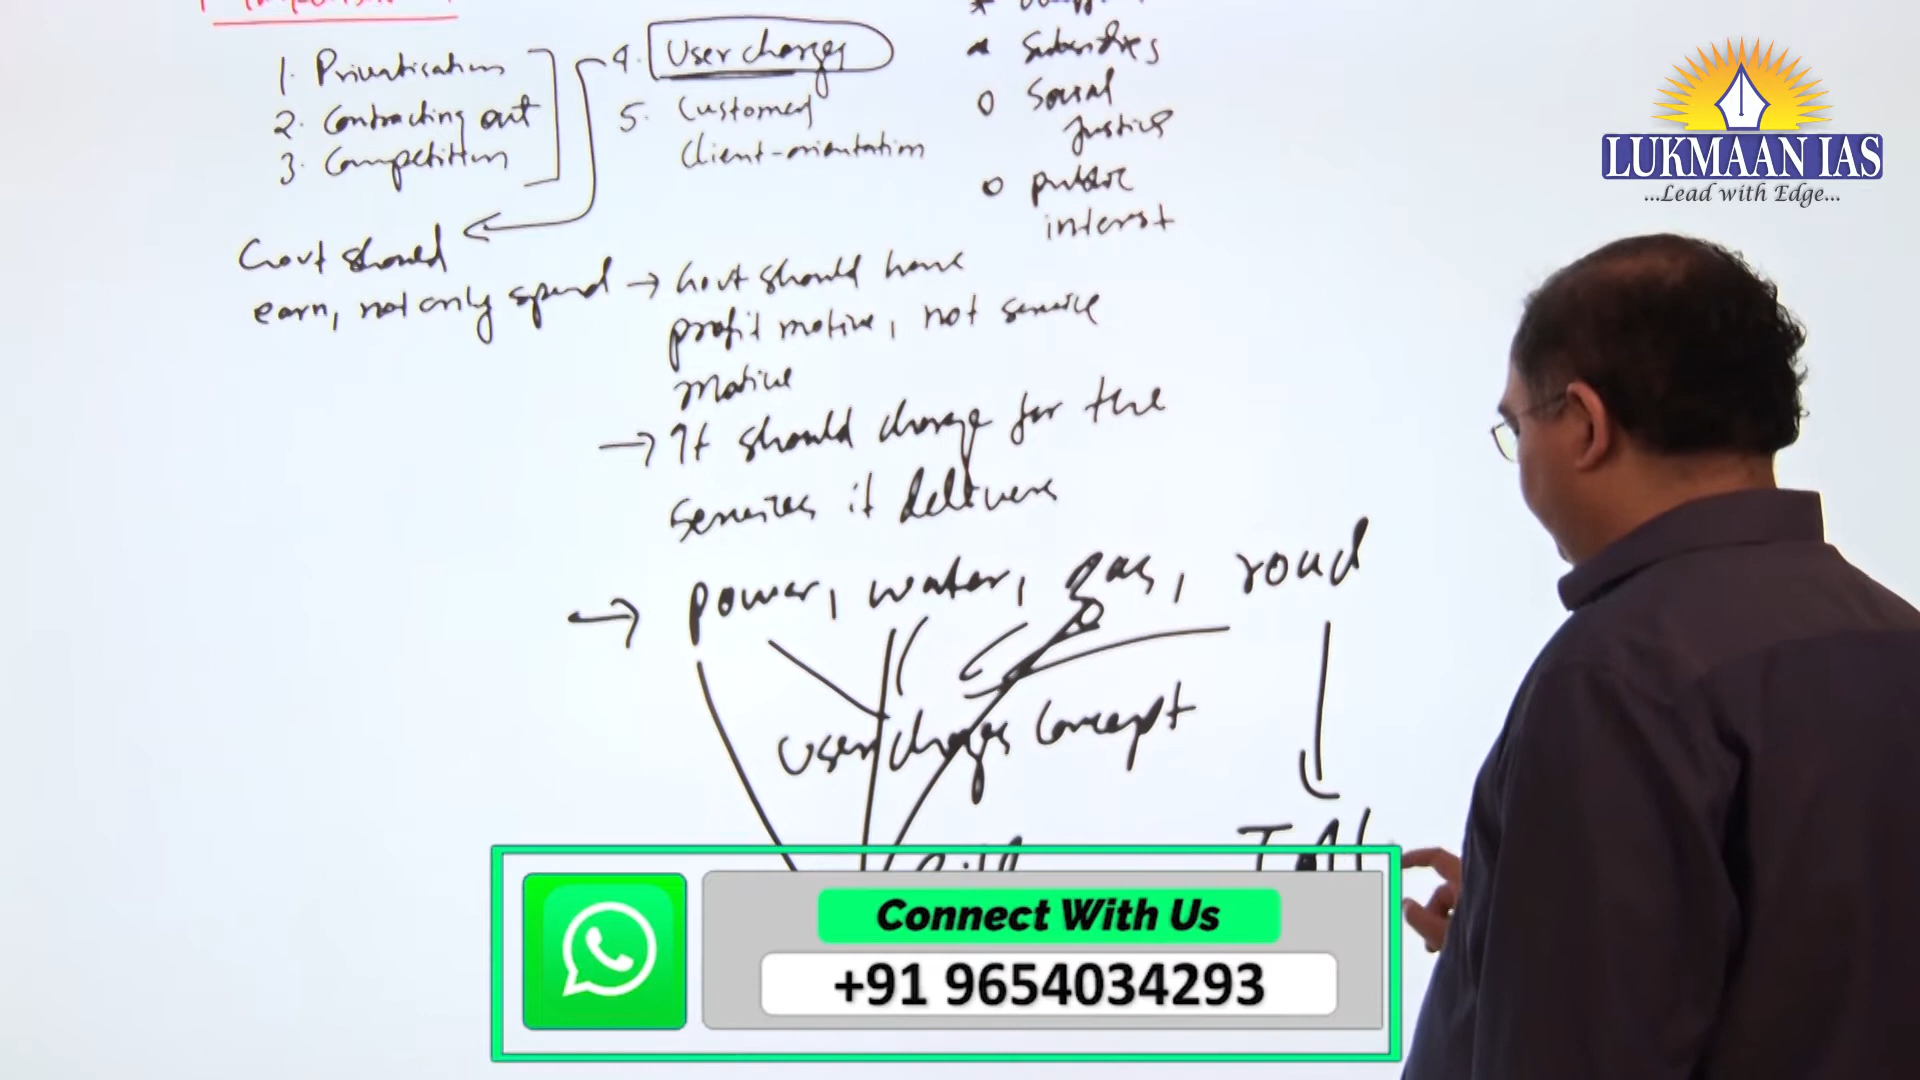 1. Privatisation
2. Contracting out
3. Competition
4. User charges
5. Customer/
Client-orientation
* Subsidies
o Social
Justice
o public
interest
Govt should
earn, not only spend → Govt should have
profit motive, not service
motive
→ It should charge for the
services it delivers
→ power, water, gas, road
user charges concept
LUKMAAN IAS
...Lead with Edge...
Connect With Us
+91 9654034293